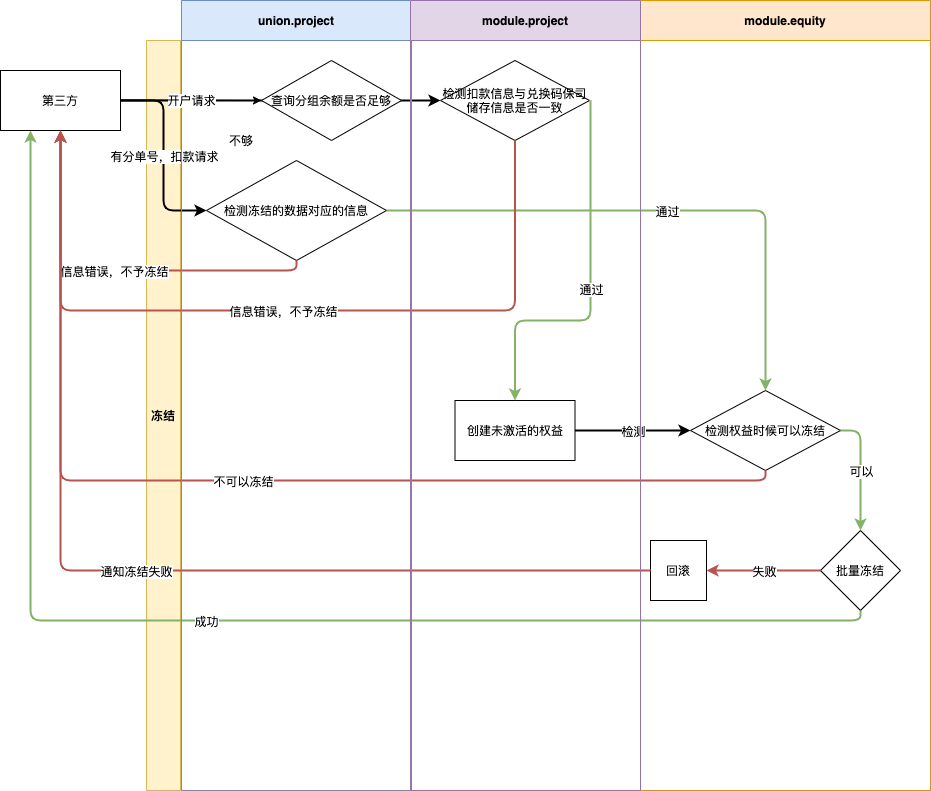 union.project
module.project
module.equity
第三方
开户请求
查询分组余额是否足够
检测扣款信息与兑换码保司
储存信息是否一致
不够
有分单号，扣款请求
检测冻结的数据对应的信息
通过
信息错误，不予冻结
通过
信息错误，不予冻结
冻结
创建未激活的权益
检测
检测权益时候可以冻结
可以
不可以冻结
通知冻结失败
回滚
失败
批量冻结
成功